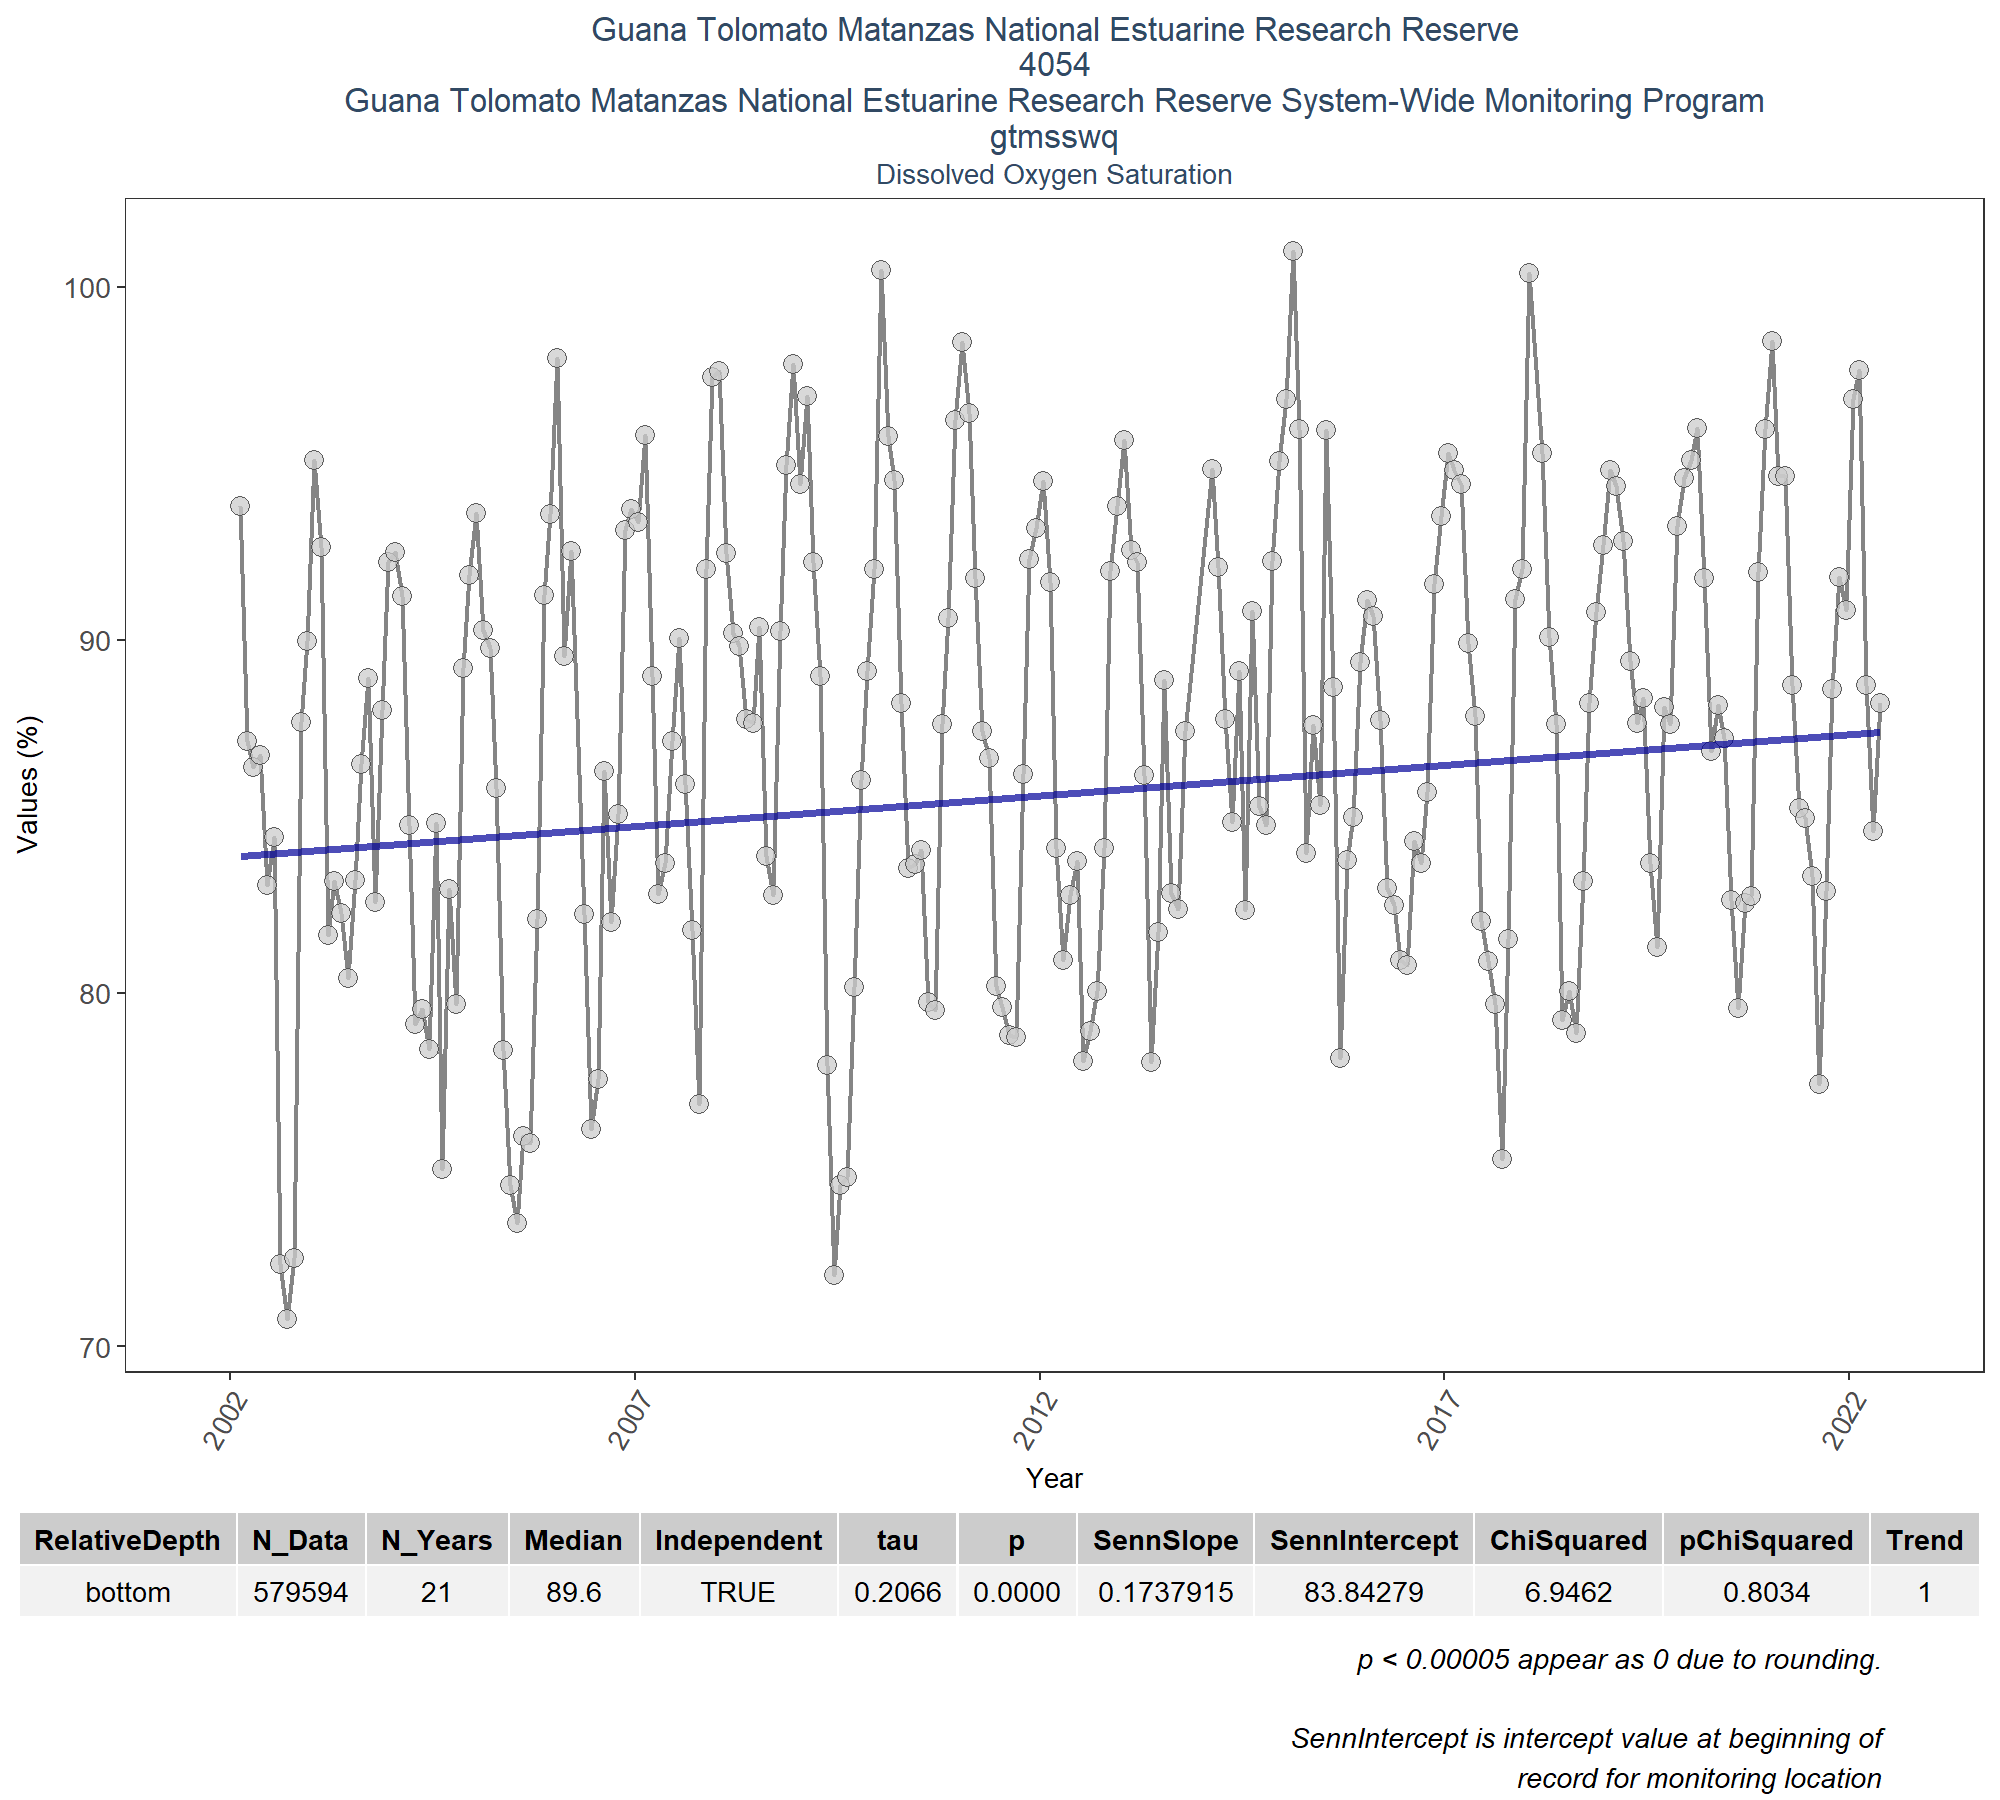 Guana Tolomato Matanzas National Estuarine Research Reserve
4054
Guana Tolomato Matanzas National Estuarine Research Reserve System-Wide Monitoring Program
gtmsswq
Dissolved Oxygen Saturation
Values (%)
100
90
80
70
2002 2007 2012 2017 2022
Year
RelativeDepth N_Data N_Years Median Independent tau p SennSlope SennIntercept ChiSquared pChiSquared Trend
bottom 579594 21 89.6 TRUE 0.2066 0.0000 0.1737915 83.84279 6.9462 0.8034 1
p < 0.00005 appear as 0 due to rounding.
SennIntercept is intercept value at beginning of
record for monitoring location